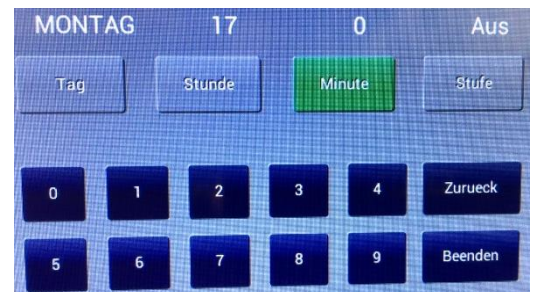 MONTAG 17 0 Aus
Tag Stunde Minute Stufe
0 1 2 3 4 Zurueck
5 6 7 8 9 Beenden